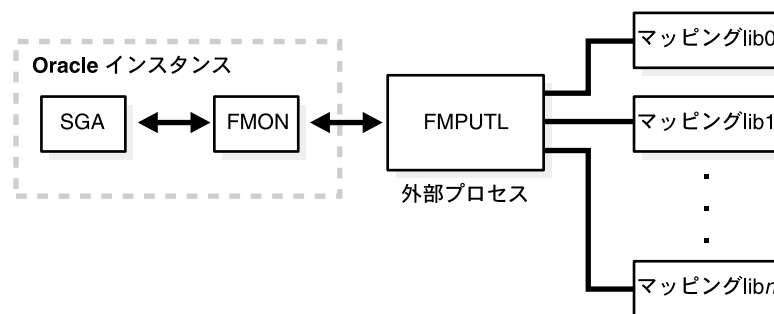 Oracle インスタンス
SGA
FMON
FMPUTL
外部プロセス
マッピングlib0
マッピングlib1
マッピングlibn